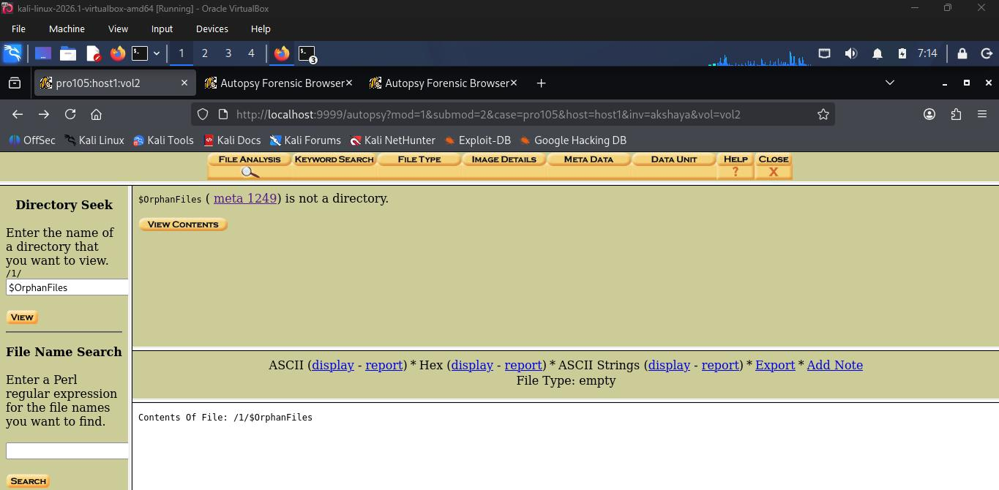 kali-linux-2026.1-virtualbox-amd64 [Running] - Oracle VirtualBox
File Machine View Input Devices Help
1 2 3 4 3 7:14
pro105:host1:vol2 Autopsy Forensic Browser Autopsy Forensic Browser
http://localhost:9999/autopsy?mod=1&submod=2&case=pro105&host=host1&inv=akshaya&vol=vol2
OffSec Kali Linux Kali Tools Kali Docs Kali Forums Kali NetHunter Exploit-DB Google Hacking DB
FILE ANALYSIS KEYWORD SEARCH FILE TYPE IMAGE DETAILS META DATA DATA UNIT HELP CLOSE
? X
Directory Seek
Enter the name of
a directory that
you want to view.
/1/
$OrphanFiles
VIEW
File Name Search
Enter a Perl
regular expression
for the file names
you want to find.
SEARCH
$OrphanFiles ( meta 1249) is not a directory.
VIEW CONTENTS
ASCII (display - report) * Hex (display - report) * ASCII Strings (display - report) * Export * Add Note
File Type: empty
Contents Of File: /1/$OrphanFiles